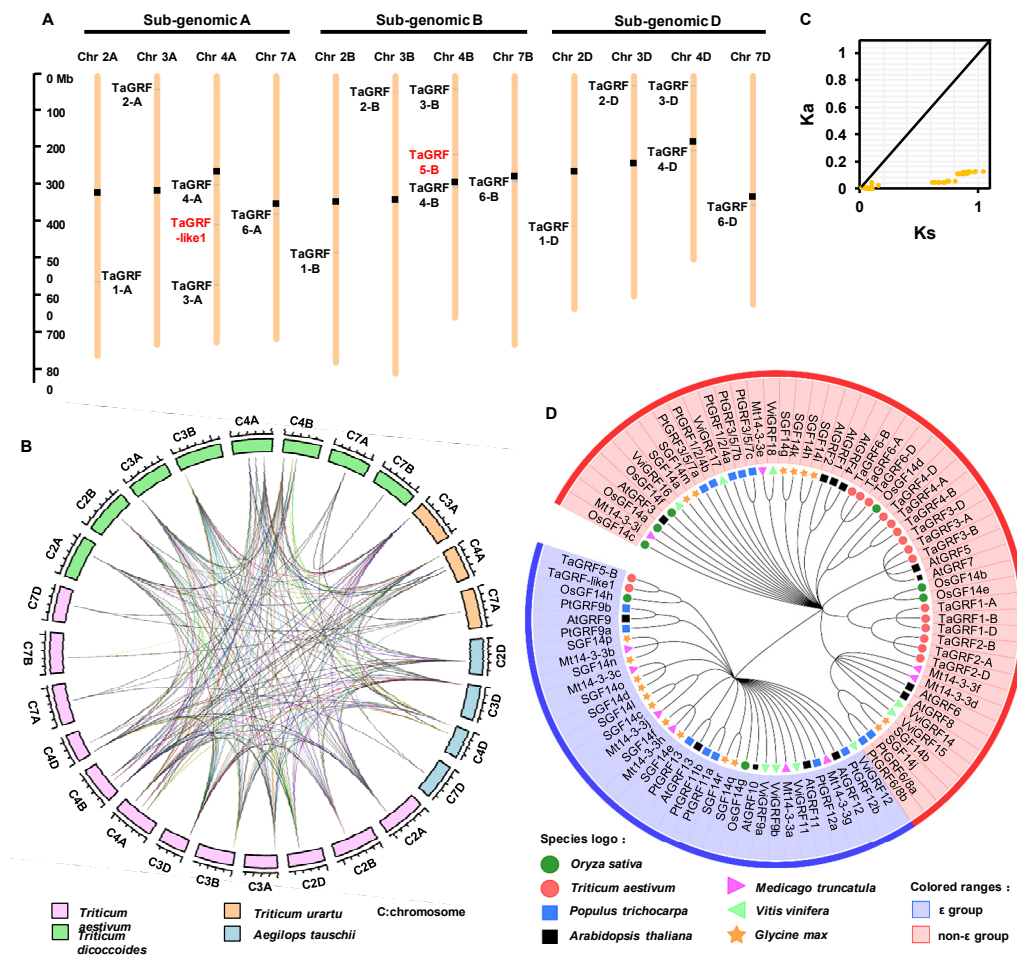 A
Sub-genomic A
Sub-genomic B
Sub-genomic D
Chr 2A
Chr 3A
Chr 4A
Chr 7A
Chr 2B
Chr 3B
Chr 4B
Chr 7B
Chr 2D
Chr 3D
Chr 4D
Chr 7D
0 Mb
100
200
300
400
50
0
60
0
700
80
0
TaGRF
1-A
TaGRF
2-A
TaGRF
4-A
TaGRF
-like1
TaGRF
3-A
TaGRF
6-A
TaGRF
1-B
TaGRF
2-B
TaGRF
3-B
TaGRF
5-B
TaGRF
4-B
TaGRF
6-B
TaGRF
1-D
TaGRF
2-D
TaGRF
3-D
TaGRF
4-D
TaGRF
6-D
C
Ka
1
0.8
0.6
0.4
0.2
0
0
1
Ks
B
C4A
C4B
C7A
C7B
C3A
C4A
C7A
C2D
C3D
C4D
C7D
C2A
C2B
C2D
C3A
C3B
C3D
C4A
C4B
C4D
C7A
C7B
C7D
C2A
C2B
C3A
C3B
Triticum
aestivum
Triticum
dicoccoides
Triticum urartu
Aegilops tauschii
C:chromosome
D
OsGF14c
Mt14-3-3i
OsGF14a
AtGRF3
OsGF14f
VviGRF16
SGF14a
PtGRF3/5/7a
PtGRF1/2/4b
VviGRF17
PtGRF1/2/4a
PtGRF3/5/7b
PtGRF3/5/7c
Mt14-3-3e
VviGRF13
SGF14g
SGF14k
SGF14h
SGF14i
AtGRF4
TaGRF6-B
TaGRF6-A
TaGRF6-D
OsGF14d
TaGRF4-D
TaGRF4-A
TaGRF4-B
TaGRF3-D
TaGRF3-A
TaGRF3-B
AtGRF5
AtGRF7
OsGF14b
OsGF14e
TaGRF1-A
TaGRF1-B
TaGRF1-D
TaGRF2-B
TaGRF2-A
TaGRF2-D
Mt14-3-3f
Mt14-3-3d
AtGRF6
AtGRF8
VviGRF14
VviGRF15
SGF14j
SGF14b
PtGRF6/8a
PtGRF6/8b
VviGRF12
PtGRF12b
AtGRF12
Mt14-3-3g
PtGRF12a
AtGRF11
VviGRF11
Mt14-3-3a
VviGRF9b
VviGRF9a
AtGRF10
OsGF14g
SGF14q
SGF14r
PtGRF11a
PtGRF11b
AtGRF13
PtGRF13
SGF14e
Mt14-3-3h
SGF14f
Mt14-3-3j
SGF14c
SGF14l
SGF14d
SGF14o
Mt14-3-3c
SGF14n
Mt14-3-3b
SGF14p
PtGRF9a
AtGRF9
PtGRF9b
OsGF14h
TaGRF-like1
TaGRF5-B
Species logo :
Oryza sativa
Triticum aestivum
Populus trichocarpa
Arabidopsis thaliana
Medicago truncatula
Vitis vinifera
Glycine max
Colored ranges :
ε group
non-ε group